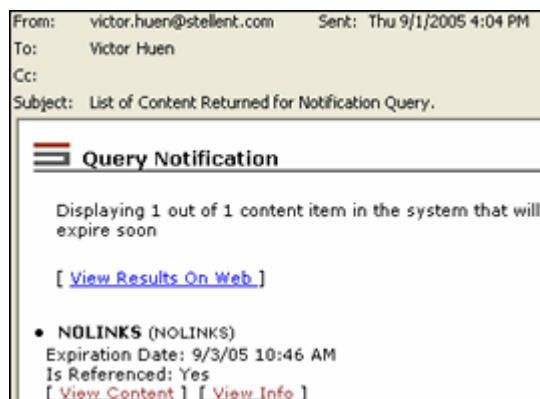 From: victor.huen@stellent.com Sent: Thu 9/1/2005 4:04 PM
To: Victor Huen
Cc:
Subject: List of Content Returned for Notification Query.
Query Notification
Displaying 1 out of 1 content item in the system that will
expire soon
[ View Results On Web ]
• NOLINKS (NOLINKS)
Expiration Date: 9/3/05 10:46 AM
Is Referenced: Yes
[ View Content ] [ View Info ]